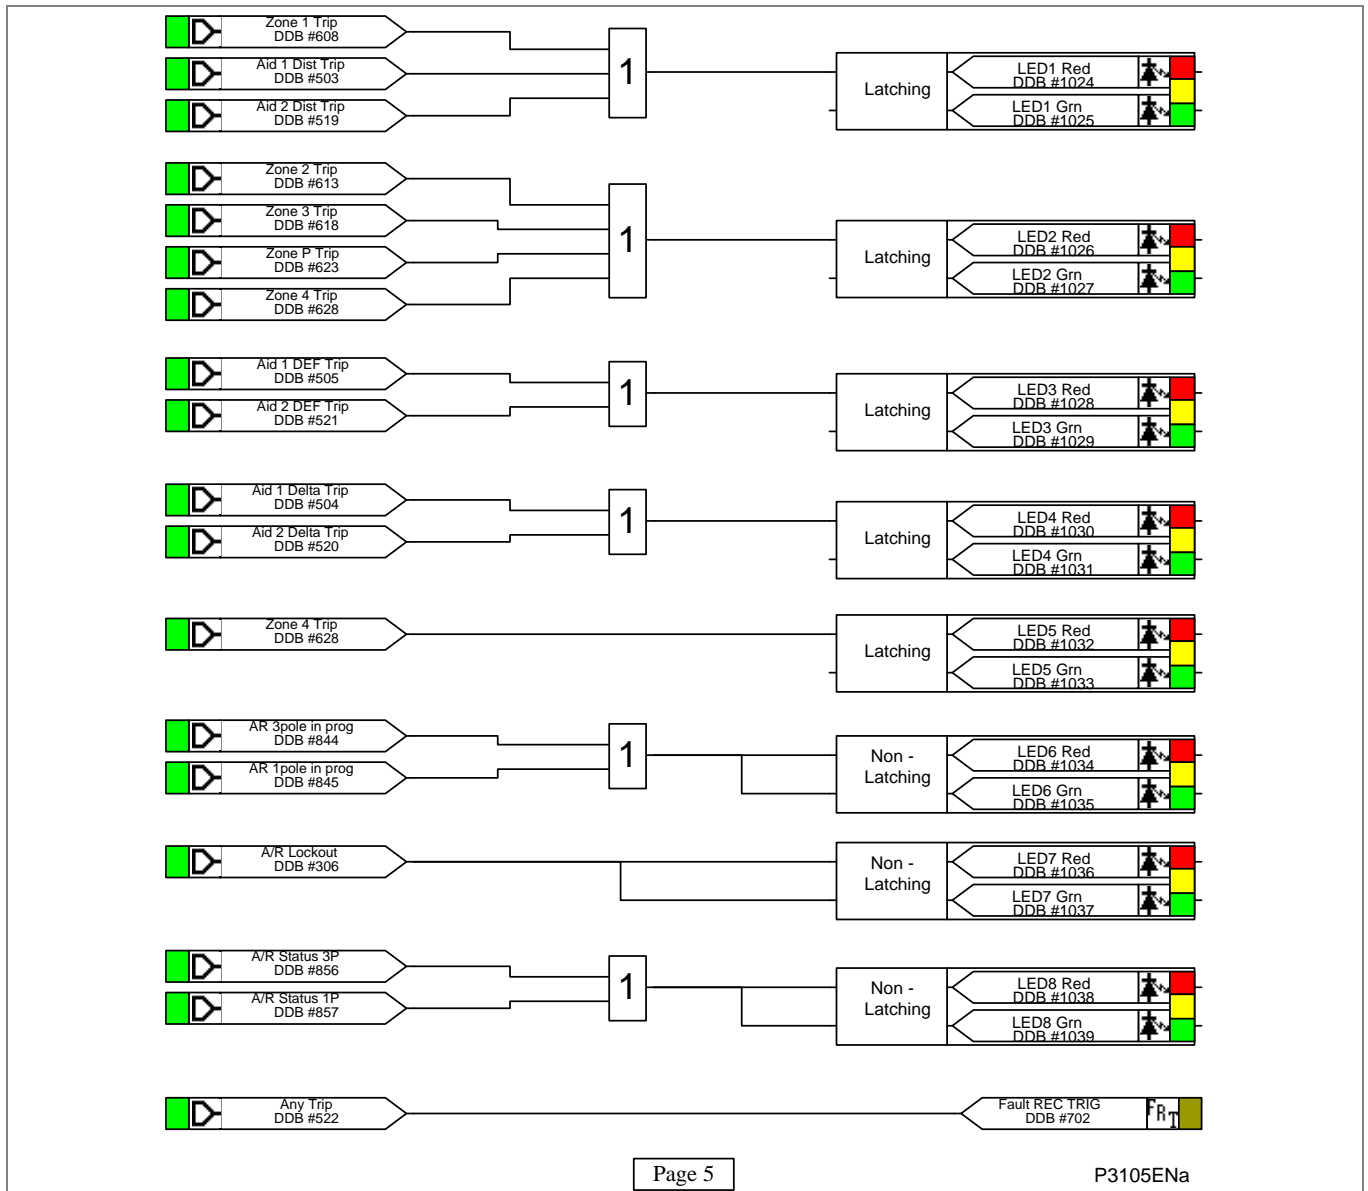 Zone 1 Trip
DDB #608
Aid 1 Dist Trip
DDB #503
Aid 2 Dist Trip
DDB #519
1
Latching
LED1 Red
DDB #1024
LED1 Grn
DDB #1025
Zone 2 Trip
DDB #613
Zone 3 Trip
DDB #618
Zone P Trip
DDB #623
Zone 4 Trip
DDB #628
1
Latching
LED2 Red
DDB #1026
LED2 Grn
DDB #1027
Aid 1 DEF Trip
DDB #505
Aid 2 DEF Trip
DDB #521
1
Latching
LED3 Red
DDB #1028
LED3 Grn
DDB #1029
Aid 1 Delta Trip
DDB #504
Aid 2 Delta Trip
DDB #520
1
Latching
LED4 Red
DDB #1030
LED4 Grn
DDB #1031
Zone 4 Trip
DDB #628
Latching
LED5 Red
DDB #1032
LED5 Grn
DDB #1033
AR 3pole in prog
DDB #844
AR 1pole in prog
DDB #845
1
Non -
Latching
LED6 Red
DDB #1034
LED6 Grn
DDB #1035
A/R Lockout
DDB #306
Non -
Latching
LED7 Red
DDB #1036
LED7 Grn
DDB #1037
A/R Status 3P
DDB #856
A/R Status 1P
DDB #857
1
Non -
Latching
LED8 Red
DDB #1038
LED8 Grn
DDB #1039
Any Trip
DDB #522
Fault REC TRIG
DDB #702
FRT
Page 5
P3105ENa